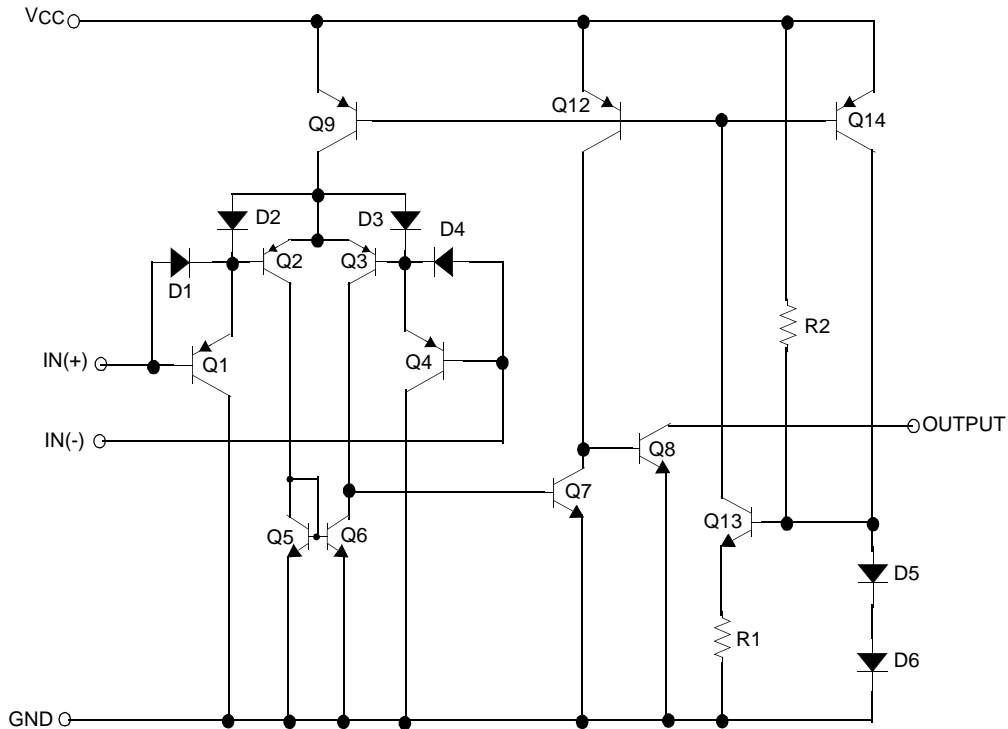 VCC
Q9
Q12
Q14
D2
D3
D4
Q2
Q3
D1
R2
IN(+)
Q1
Q4
IN(-)
OUTPUT
Q8
Q7
Q5
Q6
Q13
D5
R1
D6
GND